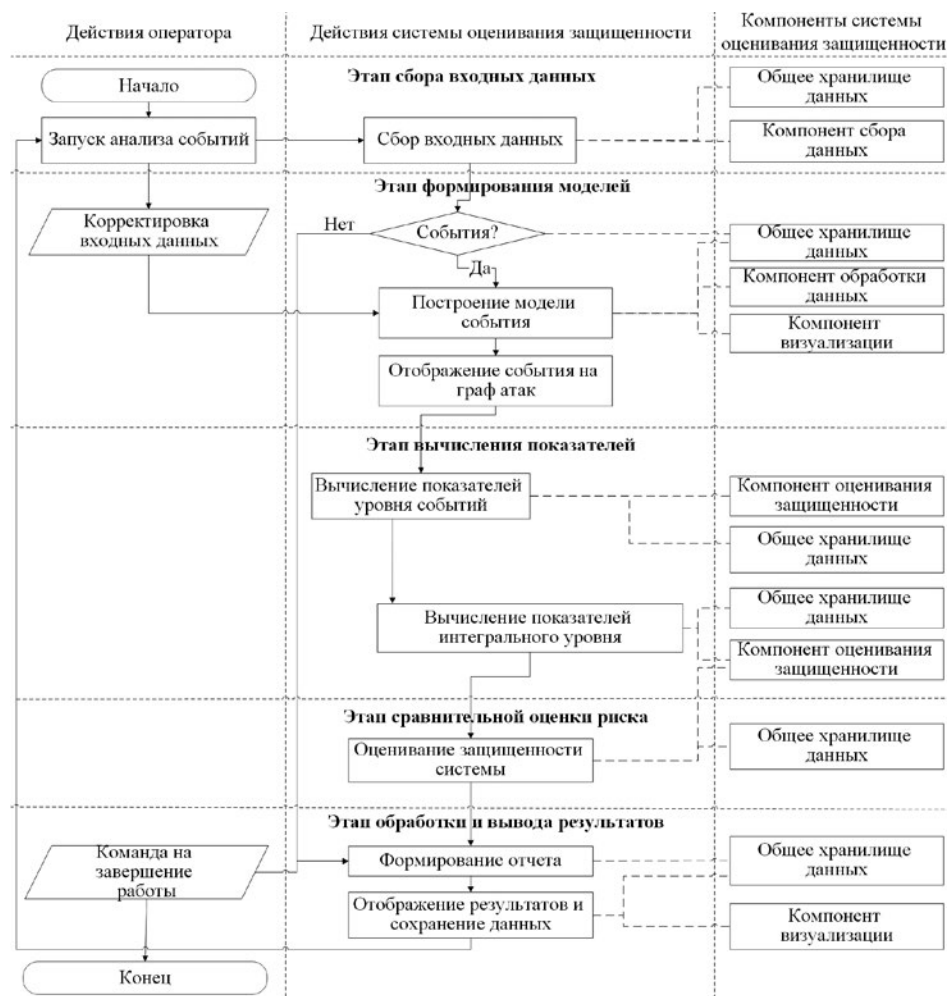 Действия оператора
Действия системы оценивания защищенности
Компоненты системы
оценивания защищенности
Этап сбора входных данных
Начало
Общее хранилище
данных
Запуск анализа событий
Сбор входных данных
Компонент сбора
данных
Этап формирования моделей
Корректировка
входных данных
Нет
События?
Общее хранилище
данных
Да
Компонент обработки
данных
Построение модели
события
Компонент
визуализации
Отображение события на
граф атак
Этап вычисления показателей
Вычисление показателей
уровня событий
Компонент оценивания
защищенности
Общее хранилище
данных
Вычисление показателей
интегрального уровня
Общее хранилище
данных
Компонент оценивания
защищенности
Этап сравнительной оценки риска
Оценивание защищенности
системы
Общее хранилище
данных
Этап обработки и вывода результатов
Команда на
завершение
работы
Формирование отчета
Общее хранилище
данных
Отображение результатов и
сохранение данных
Компонент
визуализации
Конец